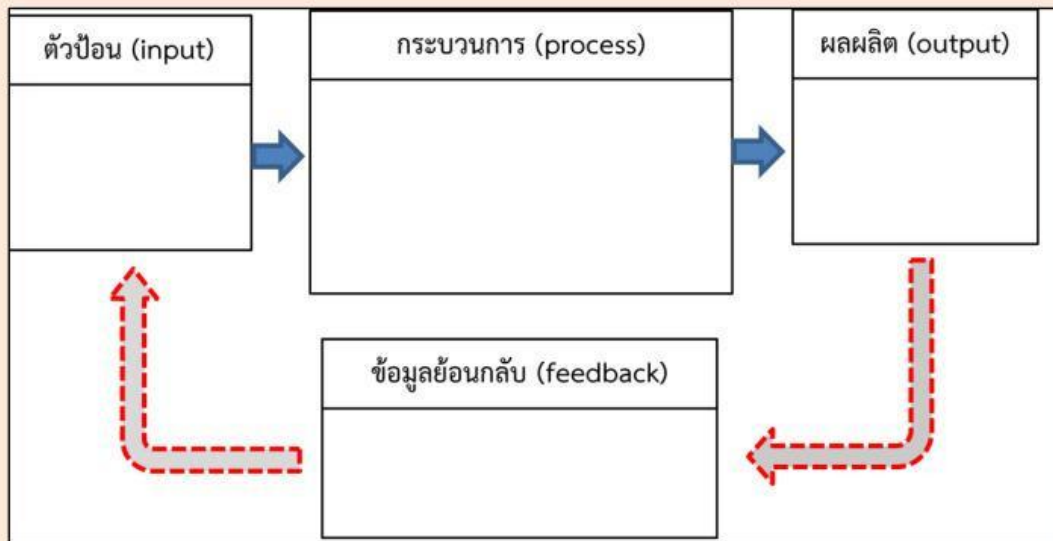 ตัวป้อน (input)
กระบวนการ (process)
ผลผลิต (output)
ข้อมูลย้อนกลับ (feedback)